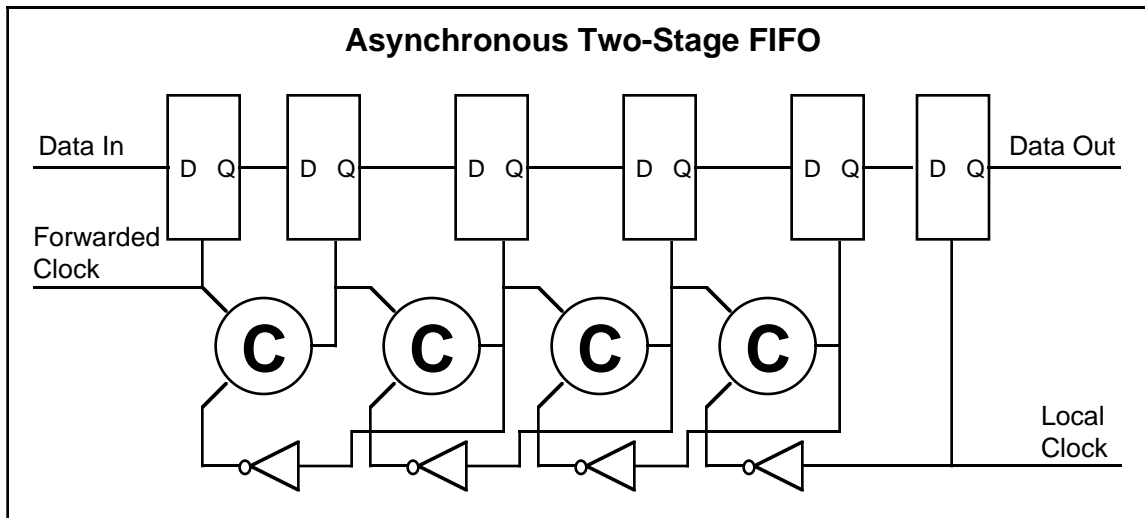 Asynchronous Two-Stage FIFO
Data In
D Q
D Q
D Q
D Q
D Q
D Q
Data Out
Forwarded
Clock
C
C
C
C
Local
Clock